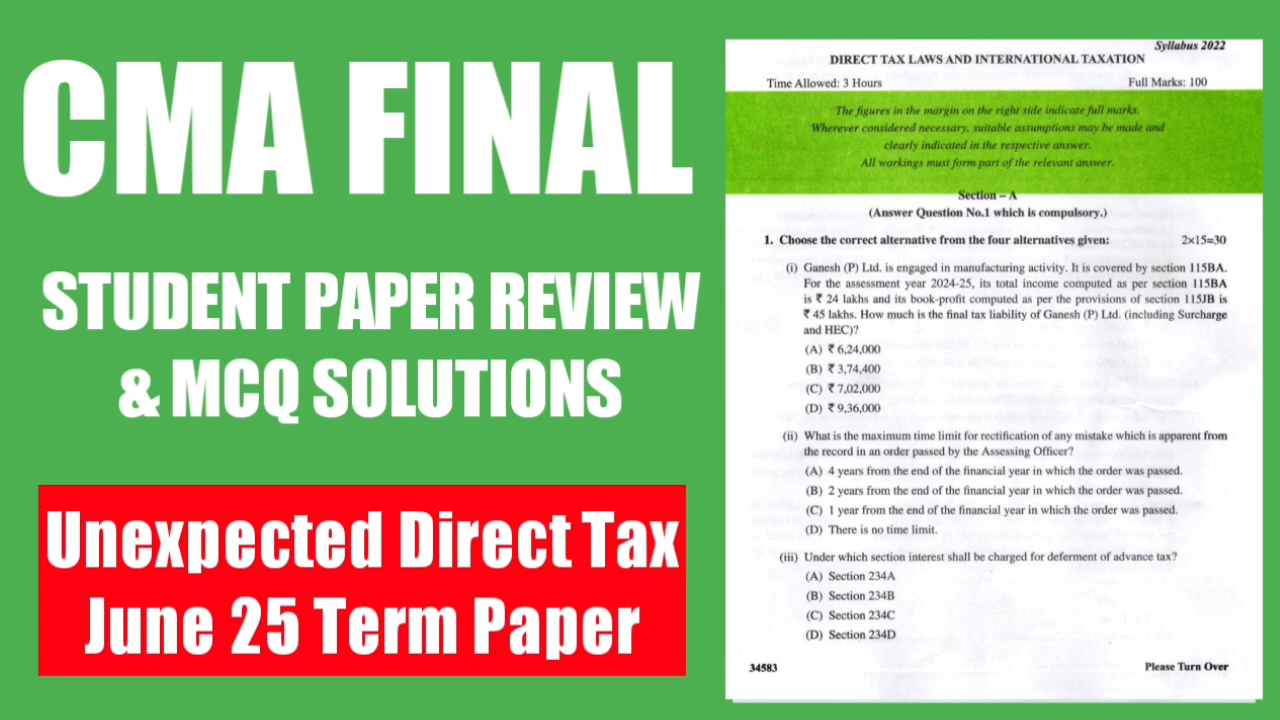 CMA FINAL
STUDENT PAPER REVIEW
& MCQ SOLUTIONS
Unexpected Direct Tax
June 25 Term Paper
Syllabus 2022
DIRECT TAX LAWS AND INTERNATIONAL TAXATION
Time Allowed: 3 Hours Full Marks: 100
The figures in the margin on the right side indicate full marks.
Wherever considered necessary, suitable assumptions may be made and
clearly indicated in the respective answer.
All workings must form part of the relevant answer.
Section – A
(Answer Question No.1 which is compulsory.)
1. Choose the correct alternative from the four alternatives given: 2×15=30
(i) Ganesh (P) Ltd. is engaged in manufacturing activity. It is covered by section 115BA.
For the assessment year 2024-25, its total income computed as per section 115BA
is ₹ 24 lakhs and its book-profit computed as per the provisions of section 115JB is
₹ 45 lakhs. How much is the final tax liability of Ganesh (P) Ltd. (including Surcharge
and HEC)?
(A) ₹ 6,24,000
(B) ₹ 3,74,400
(C) ₹ 7,02,000
(D) ₹ 9,36,000
(ii) What is the maximum time limit for rectification of any mistake which is apparent from
the record in an order passed by the Assessing Officer?
(A) 4 years from the end of the financial year in which the order was passed.
(B) 2 years from the end of the financial year in which the order was passed.
(C) 1 year from the end of the financial year in which the order was passed.
(D) There is no time limit.
(iii) Under which section interest shall be charged for deferment of advance tax?
(A) Section 234A
(B) Section 234B
(C) Section 234C
(D) Section 234D
34583 Please Turn Over